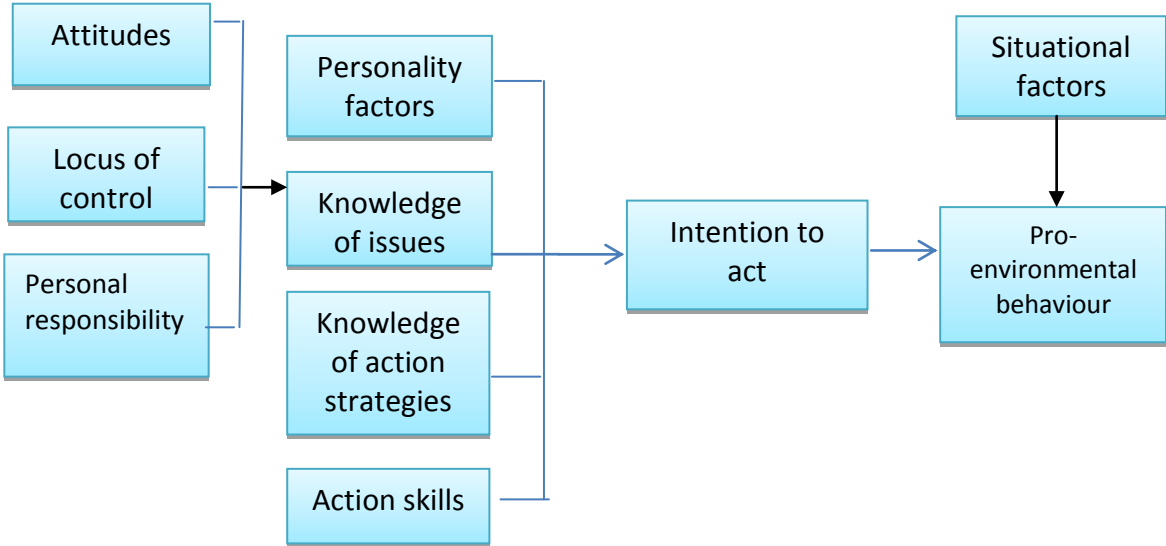 Attitudes
Locus of
control
Personal
responsibility
Personality
factors
Knowledge
of issues
Knowledge
of action
strategies
Action skills
Intention to
act
Situational
factors
Pro-
environmental
behaviour